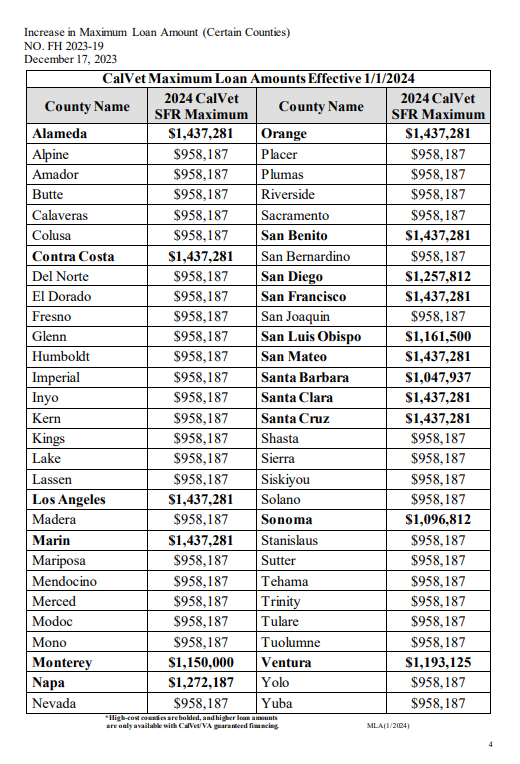 Increase in Maximum Loan Amount (Certain Counties)
NO. FH 2023-19
December 17, 2023
CalVet Maximum Loan Amounts Effective 1/1/2024
County Name 2024 CalVet SFR Maximum County Name 2024 CalVet SFR Maximum
Alameda $1,437,281 Orange $1,437,281
Alpine $958,187 Placer $958,187
Amador $958,187 Plumas $958,187
Butte $958,187 Riverside $958,187
Calaveras $958,187 Sacramento $958,187
Colusa $958,187 San Benito $1,437,281
Contra Costa $1,437,281 San Bernardino $958,187
Del Norte $958,187 San Diego $1,257,812
El Dorado $958,187 San Francisco $1,437,281
Fresno $958,187 San Joaquin $958,187
Glenn $958,187 San Luis Obispo $1,161,500
Humboldt $958,187 San Mateo $1,437,281
Imperial $958,187 Santa Barbara $1,047,937
Inyo $958,187 Santa Clara $1,437,281
Kern $958,187 Santa Cruz $1,437,281
Kings $958,187 Shasta $958,187
Lake $958,187 Sierra $958,187
Lassen $958,187 Siskiyou $958,187
Los Angeles $1,437,281 Solano $958,187
Madera $958,187 Sonoma $1,096,812
Marin $1,437,281 Stanislaus $958,187
Mariposa $958,187 Sutter $958,187
Mendocino $958,187 Tehama $958,187
Merced $958,187 Trinity $958,187
Modoc $958,187 Tulare $958,187
Mono $958,187 Tuolumne $958,187
Monterey $1,150,000 Ventura $1,193,125
Napa $1,272,187 Yolo $958,187
Nevada $958,187 Yuba $958,187
*High-cost counties are bolded, and higher loan amounts
are only available with CalVet/VA guaranteed financing. MLA(1/2024)
4